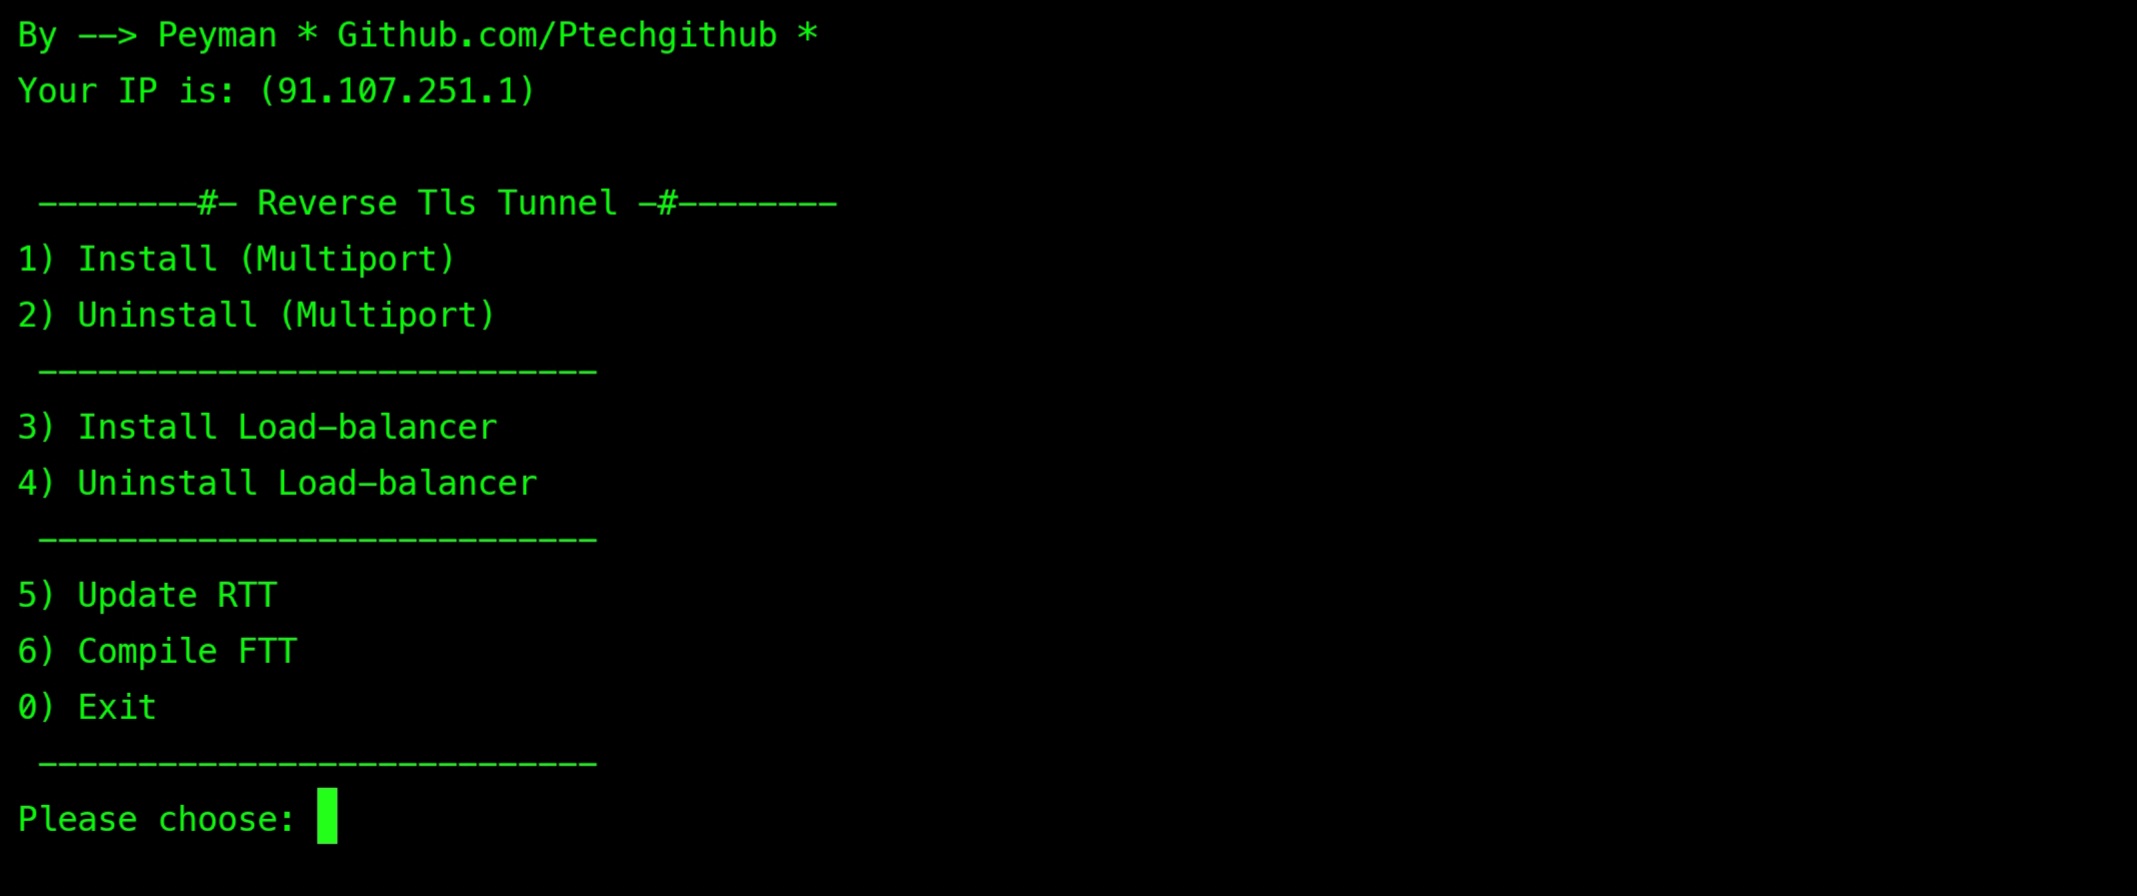 By --> Peyman * Github.com/Ptechgithub *
Your IP is: (91.107.251.1)
--------#- Reverse Tls Tunnel -#--------
1) Install (Multiport)
2) Uninstall (Multiport)
----------------------------
3) Install Load-balancer
4) Uninstall Load-balancer
----------------------------
5) Update RTT
6) Compile FTT
0) Exit
----------------------------
Please choose: